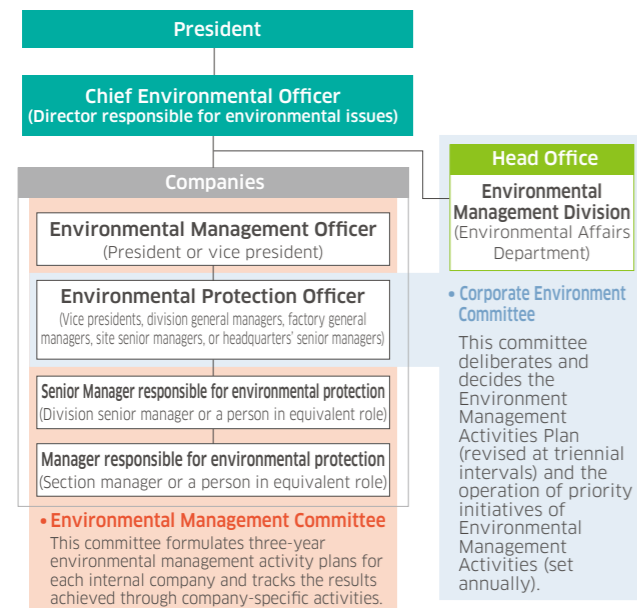 President
Chief Environmental Officer
(Director responsible for environmental issues)
Companies
Environmental Management Officer
(President or vice president)
Environmental Protection Officer
(Vice presidents, division general managers, factory general
managers, site senior managers, or headquarters' senior managers)
Senior Manager responsible for environmental protection
(Division senior manager or a person in equivalent role)
Manager responsible for environmental protection
(Section manager or a person in equivalent role)
• Environmental Management Committee
This committee formulates three-year
environmental management activity plans for
each internal company and tracks the results
achieved through company-specific activities.
Head Office
Environmental
Management Division
(Environmental Affairs
Department)
• Corporate Environment
Committee
This committee
deliberates and
decides the
Environment
Management
Activities Plan
(revised at triennial
intervals) and the
operation of priority
initiatives of
Environmental
Management
Activities (set
annually).